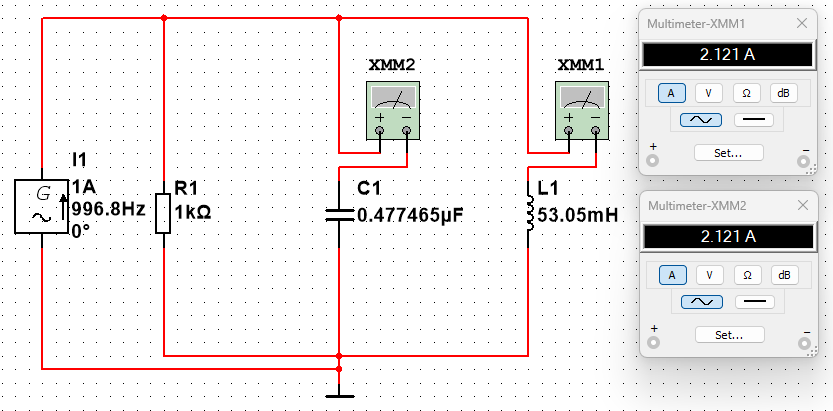 Multimeter-XMM1
2.121 A
A
V
Ω
dB
+
Set...
−
XMM2
+
−
XMM1
+
−
I1
1A
996.8Hz
0°
G
R1
1kΩ
C1
0.477465µF
L1
53.05mH
Multimeter-XMM2
2.121 A
A
V
Ω
dB
+
Set...
−